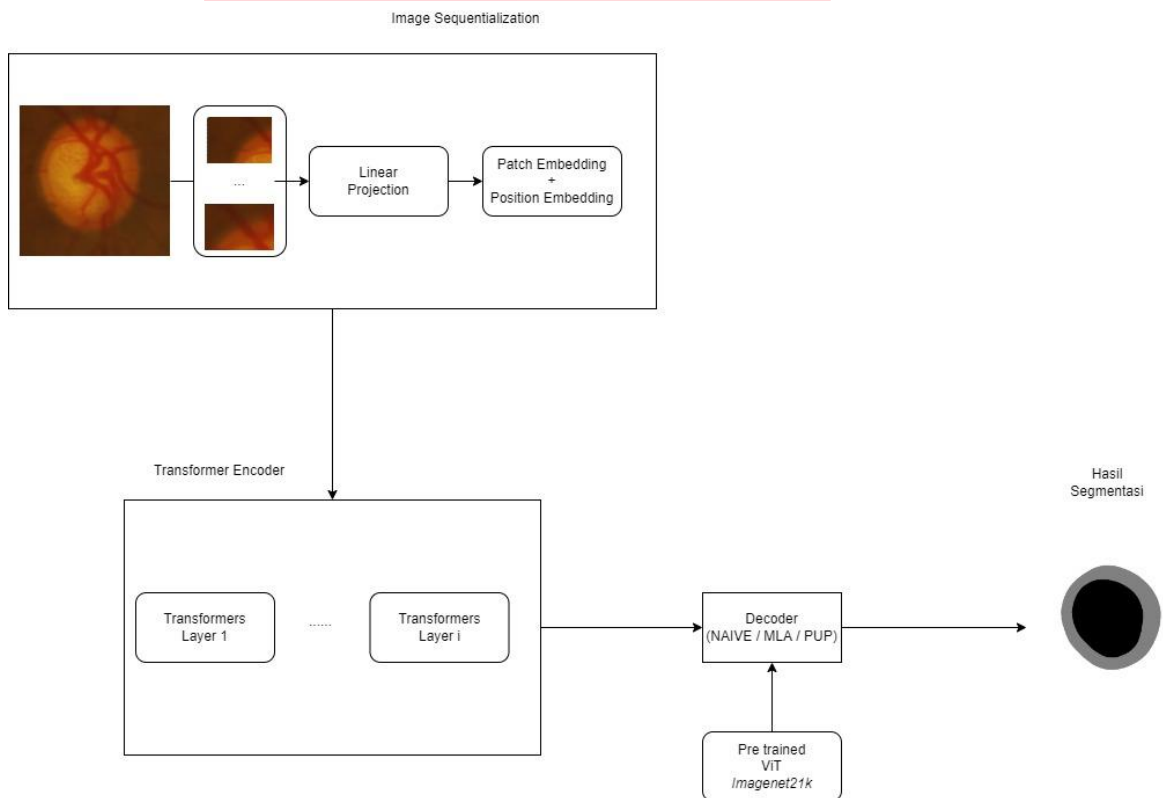 Image Sequentialization
...
Linear
Projection
Patch Embedding
+
Position Embedding
Transformer Encoder
Transformers
Layer 1
......
Transformers
Layer i
Decoder
(NAIVE / MLA / PUP)
Pre trained
ViT
Imagenet21k
Hasil
Segmentasi